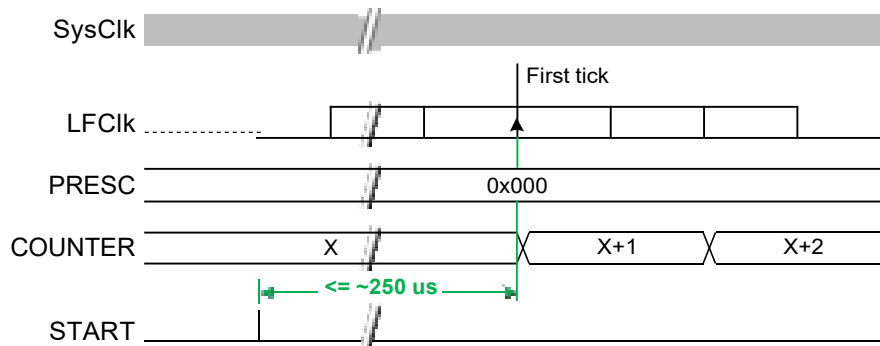 SysClk
First tick
LFClk
PRESC
0x000
COUNTER
X
X+1
X+2
<= ~250 us
START